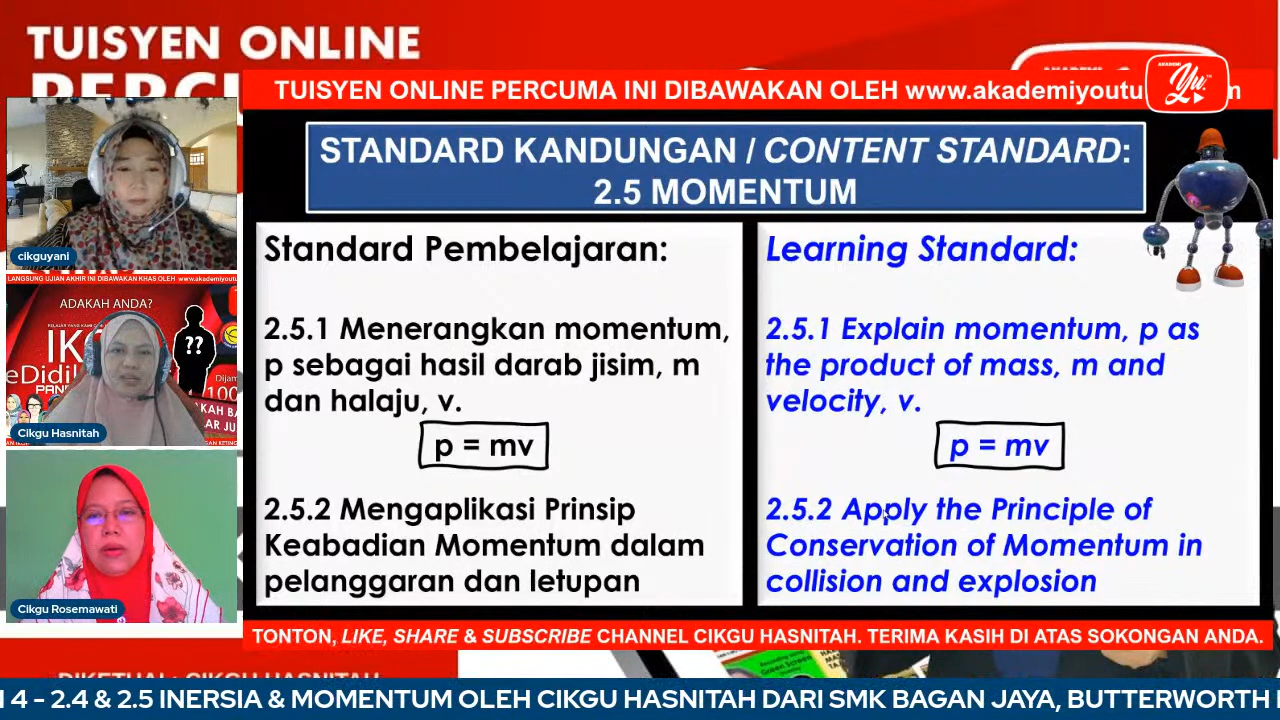 TUISYEN ONLINE
TUISYEN ONLINE PERCUMA INI DIBAWAKAN OLEH
STANDARD KANDUNGAN / CONTENT STANDARD:
2.5 MOMENTUM
Standard Pembelajaran:
2.5.1 Menerangkan momentum,
p sebagai hasil darab jisim, m
dan halaju, v.
p = mv
2.5.2 Mengaplikasi Prinsip
Keabadian Momentum dalam
pelanggaran dan letupan
Learning Standard:
2.5.1 Explain momentum, p as
the product of mass, m and
velocity, v.
p = mv
2.5.2 Apply the Principle of
Conservation of Momentum in
collision and explosion
cikguyani
ADAKAH ANDA?
??
Cikgu Hasnitah
Cikgu Rosemawati
TONTON, LIKE, SHARE & SUBSCRIBE CHANNEL CIKGU HASNITAH. TERIMA KASIH DI ATAS SOKONGAN ANDA.
4 – 2.4 & 2.5 INERSIA & MOMENTUM OLEH CIKGU HASNITAH DARI SMK BAGAN JAYA, BUTTERWORTH